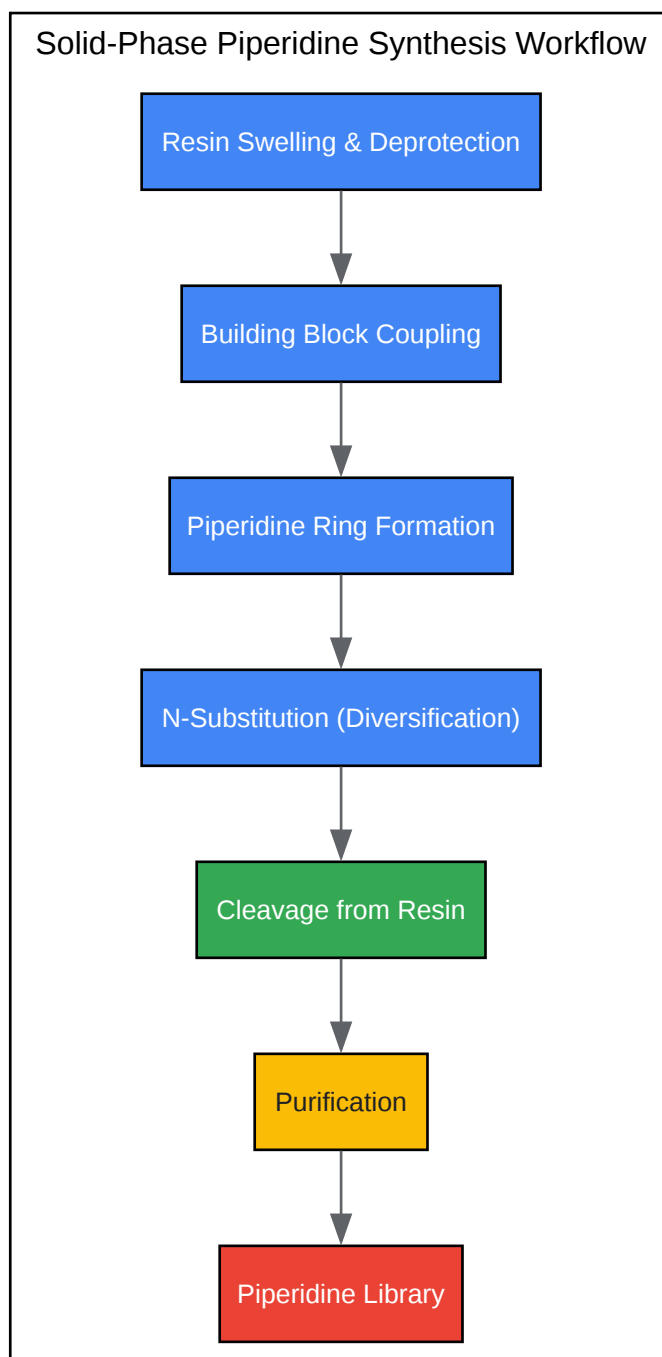 Solid-Phase Piperidine Synthesis Workflow
Resin Swelling & Deprotection
Building Block Coupling
Piperidine Ring Formation
N-Substitution (Diversification)
Cleavage from Resin
Purification
Piperidine Library